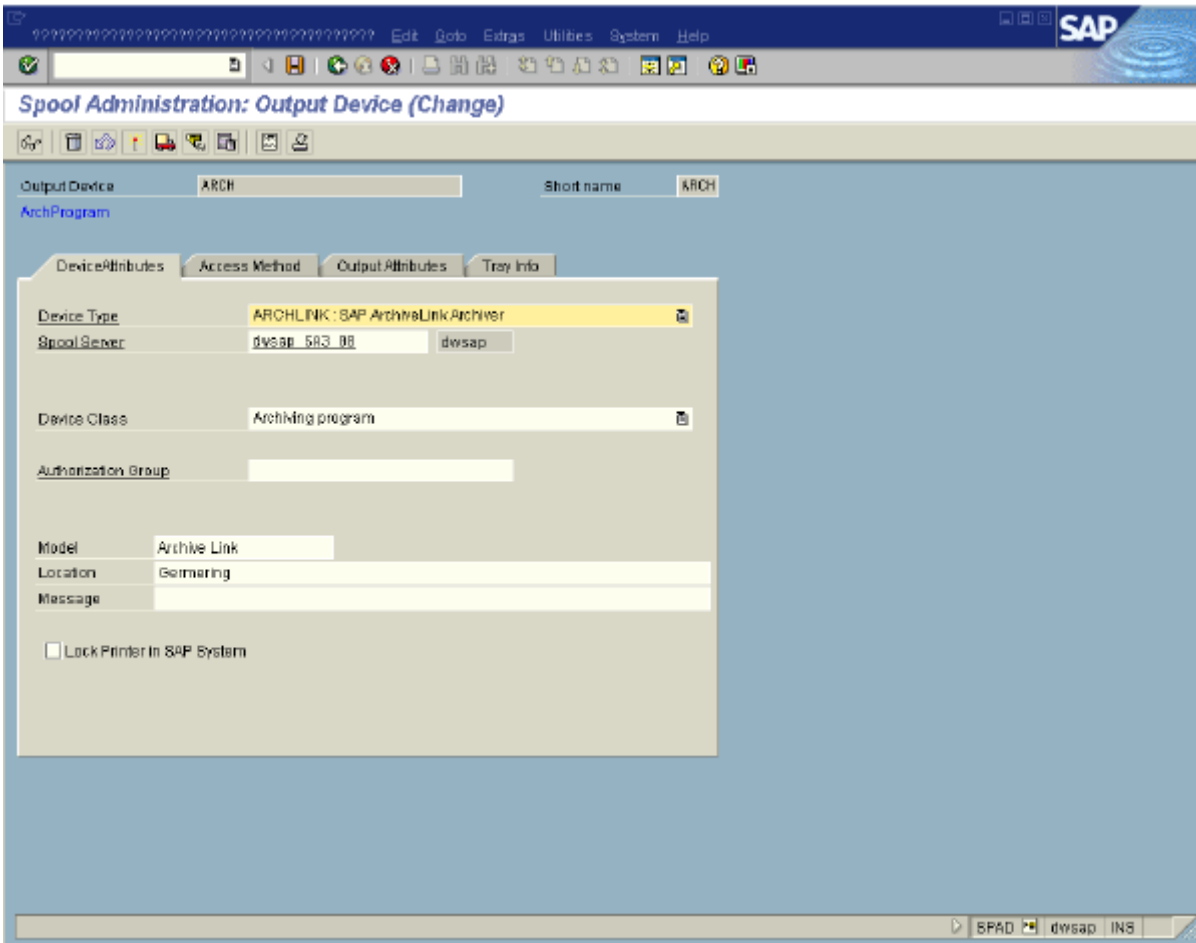 ???????????????????????????????????? Edit Goto Extras Utilities System Help
SAP
Spool Administration: Output Device (Change)
Output Device ARCH Short name ARCH
ArchProgram
DeviceAttributes Access Method Output Attributes Tray Info
Device Type ARCHLINK : SAP ArchiveLink Archiver
Spool Server dwsap_SA3_00 dwsap
Device Class Archiving program
Authorization Group
Model Archive Link
Location Germering
Message
Lock Printer in SAP System
SPAD dwsap INS